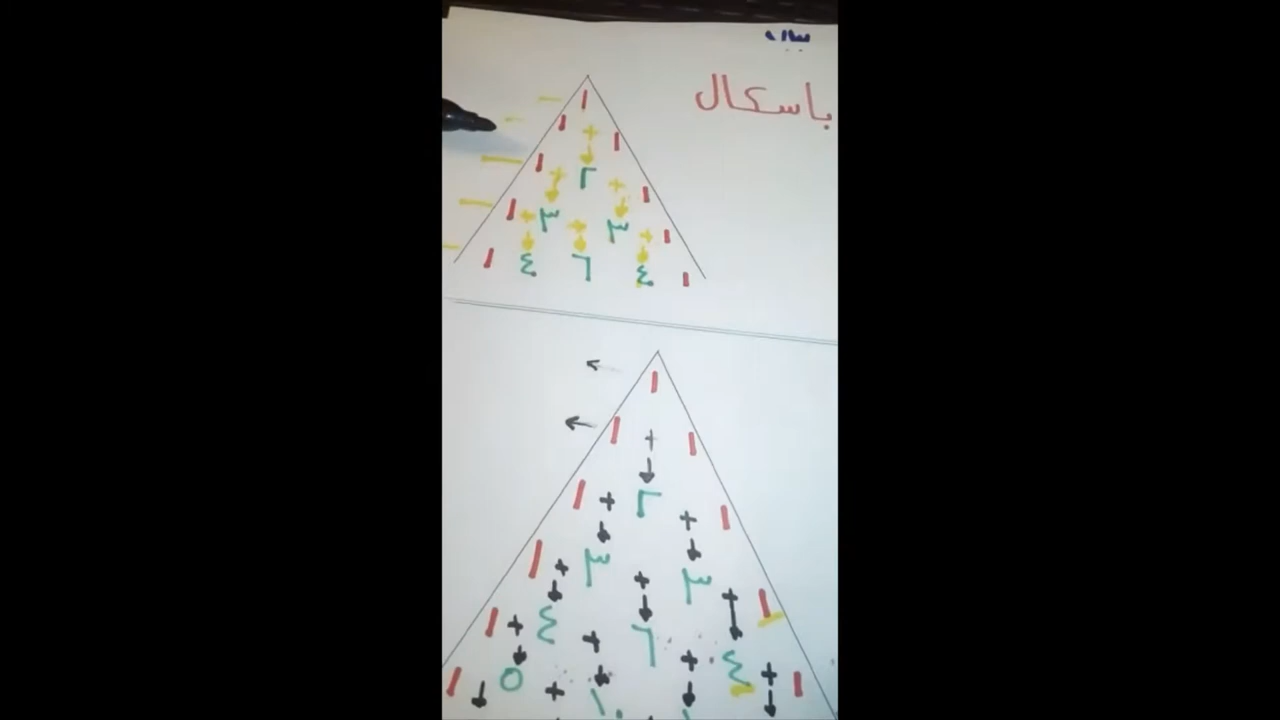 باسكال
١
١ + ١
١ + ٢ + ١
١ + ٣ + ٣ + ١
١ ٤ ٦ ٤ ١
١
١ + ١
١ + ٢ + ١
١ + ٣ + ٣ + ١
١ + ٤ + ٦ + ٤ + ١
١ ٥ + ١٠